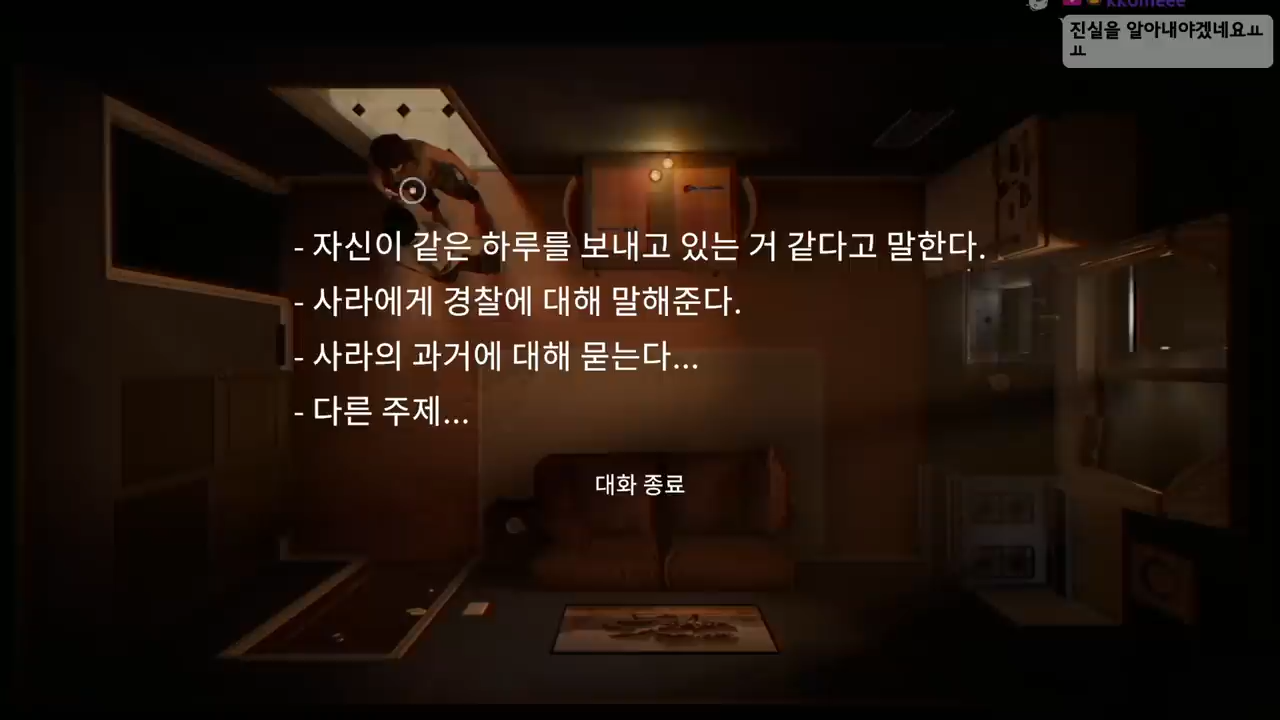 진실을 알아내야겠네요ㅛ
ㅛ
- 자신이 같은 하루를 보내고 있는 거 같다고 말한다.
- 사라에게 경찰에 대해 말해준다.
- 사라의 과거에 대해 묻는다...
- 다른 주제...
대화 종료